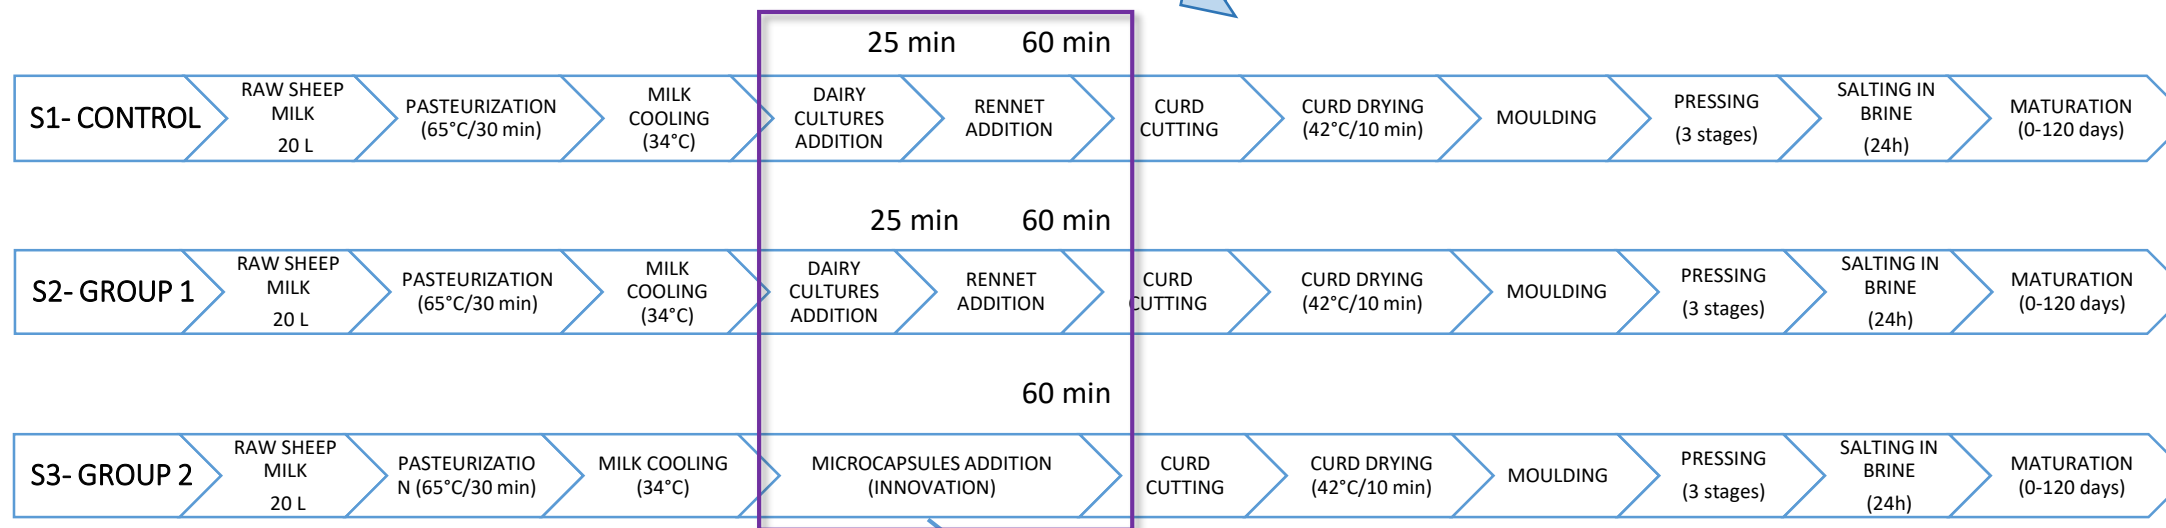 25 min 60 min
S1- CONTROL
RAW SHEEP
MILK
20 L
PASTEURIZATION
(65°C/30 min)
MILK
COOLING
(34°C)
DAIRY
CULTURES
ADDITION
RENNET
ADDITION
CURD
CUTTING
CURD DRYING
(42°C/10 min)
MOULDING
PRESSING
(3 stages)
SALTING IN
BRINE
(24h)
MATURATION
(0-120 days)
25 min 60 min
S2- GROUP 1
RAW SHEEP
MILK
20 L
PASTEURIZATION
(65°C/30 min)
MILK
COOLING
(34°C)
DAIRY
CULTURES
ADDITION
RENNET
ADDITION
CURD
CUTTING
CURD DRYING
(42°C/10 min)
MOULDING
PRESSING
(3 stages)
SALTING IN
BRINE
(24h)
MATURATION
(0-120 days)
60 min
S3- GROUP 2
RAW SHEEP
MILK
20 L
PASTEURIZATIO
N (65°C/30 min)
MILK COOLING
(34°C)
MICROCAPSULES ADDITION
(INNOVATION)
CURD
CUTTING
CURD DRYING
(42°C/10 min)
MOULDING
PRESSING
(3 stages)
SALTING IN
BRINE
(24h)
MATURATION
(0-120 days)